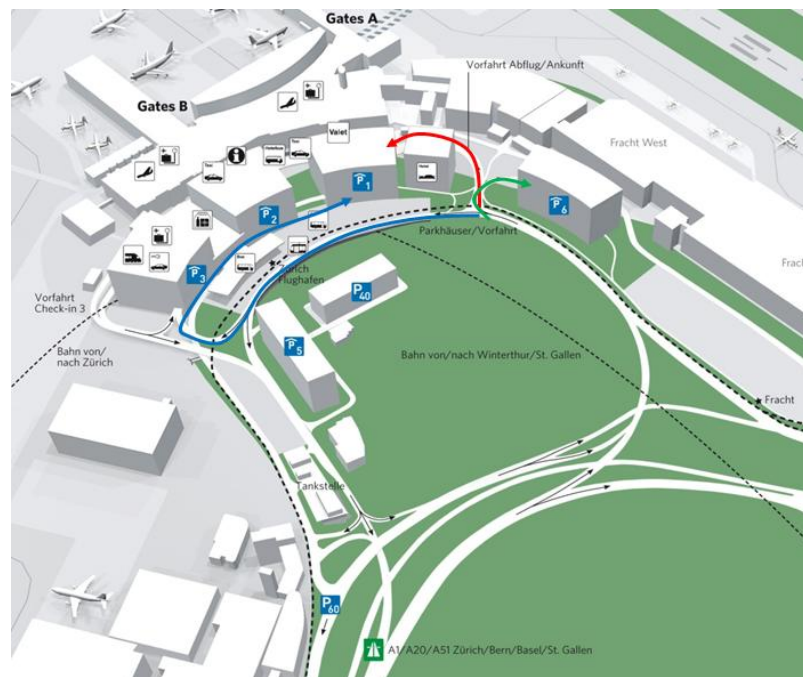 Gates A
Vorfahrt Abflug/Ankunft
Gates B
Valet
Fracht West
P1
P6
P2
Parkhäuser/Vorfahrt
Fracht
P3
Zürich
Flughafen
P40
Vorfahrt
Check-in 3
Bahn von/
nach Zürich
P5
Bahn von/nach Winterthur/St. Gallen
Fracht
Tankstelle
P60
A1/A20/A51 Zürich/Bern/Basel/St. Gallen